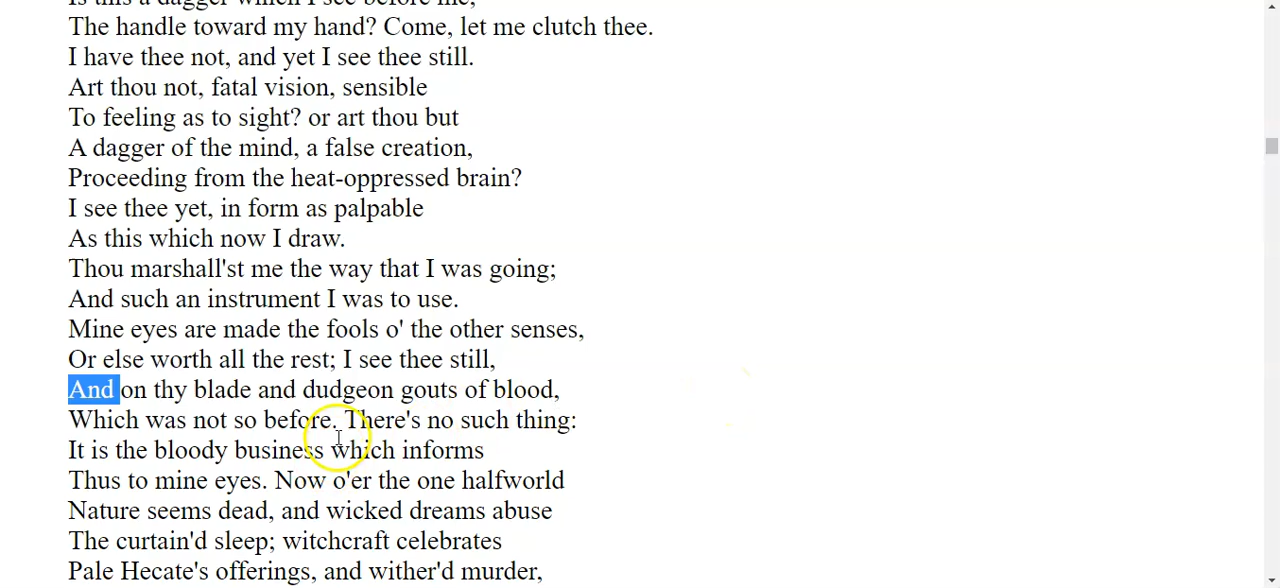 Is this a dagger which I see before me,
The handle toward my hand? Come, let me clutch thee.
I have thee not, and yet I see thee still.
Art thou not, fatal vision, sensible
To feeling as to sight? or art thou but
A dagger of the mind, a false creation,
Proceeding from the heat-oppressed brain?
I see thee yet, in form as palpable
As this which now I draw.
Thou marshall'st me the way that I was going;
And such an instrument I was to use.
Mine eyes are made the fools o' the other senses,
Or else worth all the rest; I see thee still,
And on thy blade and dudgeon gouts of blood,
Which was not so before. There's no such thing:
It is the bloody business which informs
Thus to mine eyes. Now o'er the one halfworld
Nature seems dead, and wicked dreams abuse
The curtain'd sleep; witchcraft celebrates
Pale Hecate's offerings, and wither'd murder,